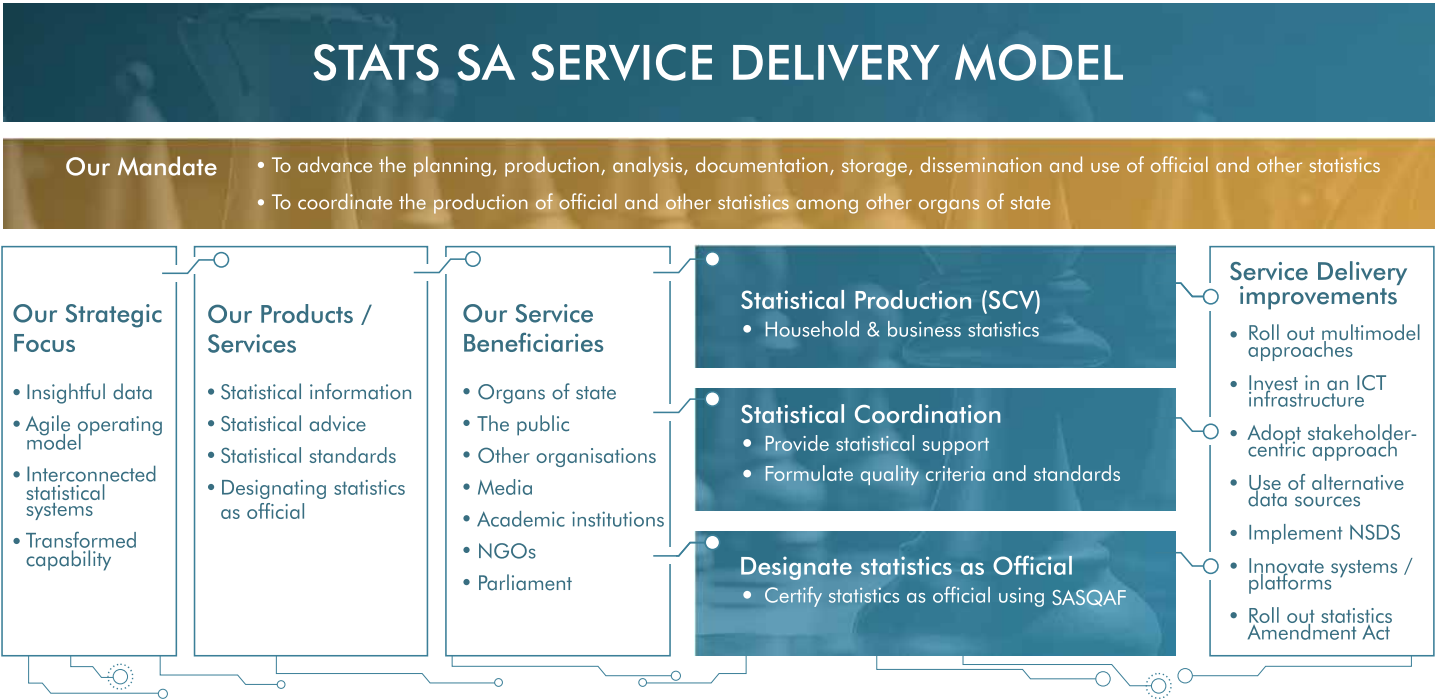 STATS SA SERVICE DELIVERY MODEL
Our Mandate
• To advance the planning, production, analysis, documentation, storage, dissemination and use of official and other statistics
• To coordinate the production of official and other statistics among other organs of state
Our Strategic
Focus
• Insightful data
• Agile operating
model
• Interconnected
statistical
systems
• Transformed
capability
Our Products /
Services
• Statistical information
• Statistical advice
• Statistical standards
• Designating statistics
as official
Our Service
Beneficiaries
• Organs of state
• The public
• Other organisations
• Media
• Academic institutions
• NGOs
• Parliament
Statistical Production (SCV)
• Household & business statistics
Statistical Coordination
• Provide statistical support
• Formulate quality criteria and standards
Designate statistics as Official
• Certify statistics as official using SASQAF
Service Delivery
improvements
• Roll out multimodel
approaches
• Invest in an ICT
infrastructure
• Adopt stakeholder-
centric approach
• Use of alternative
data sources
• Implement NSDS
• Innovate systems /
platforms
• Roll out statistics
Amendment Act